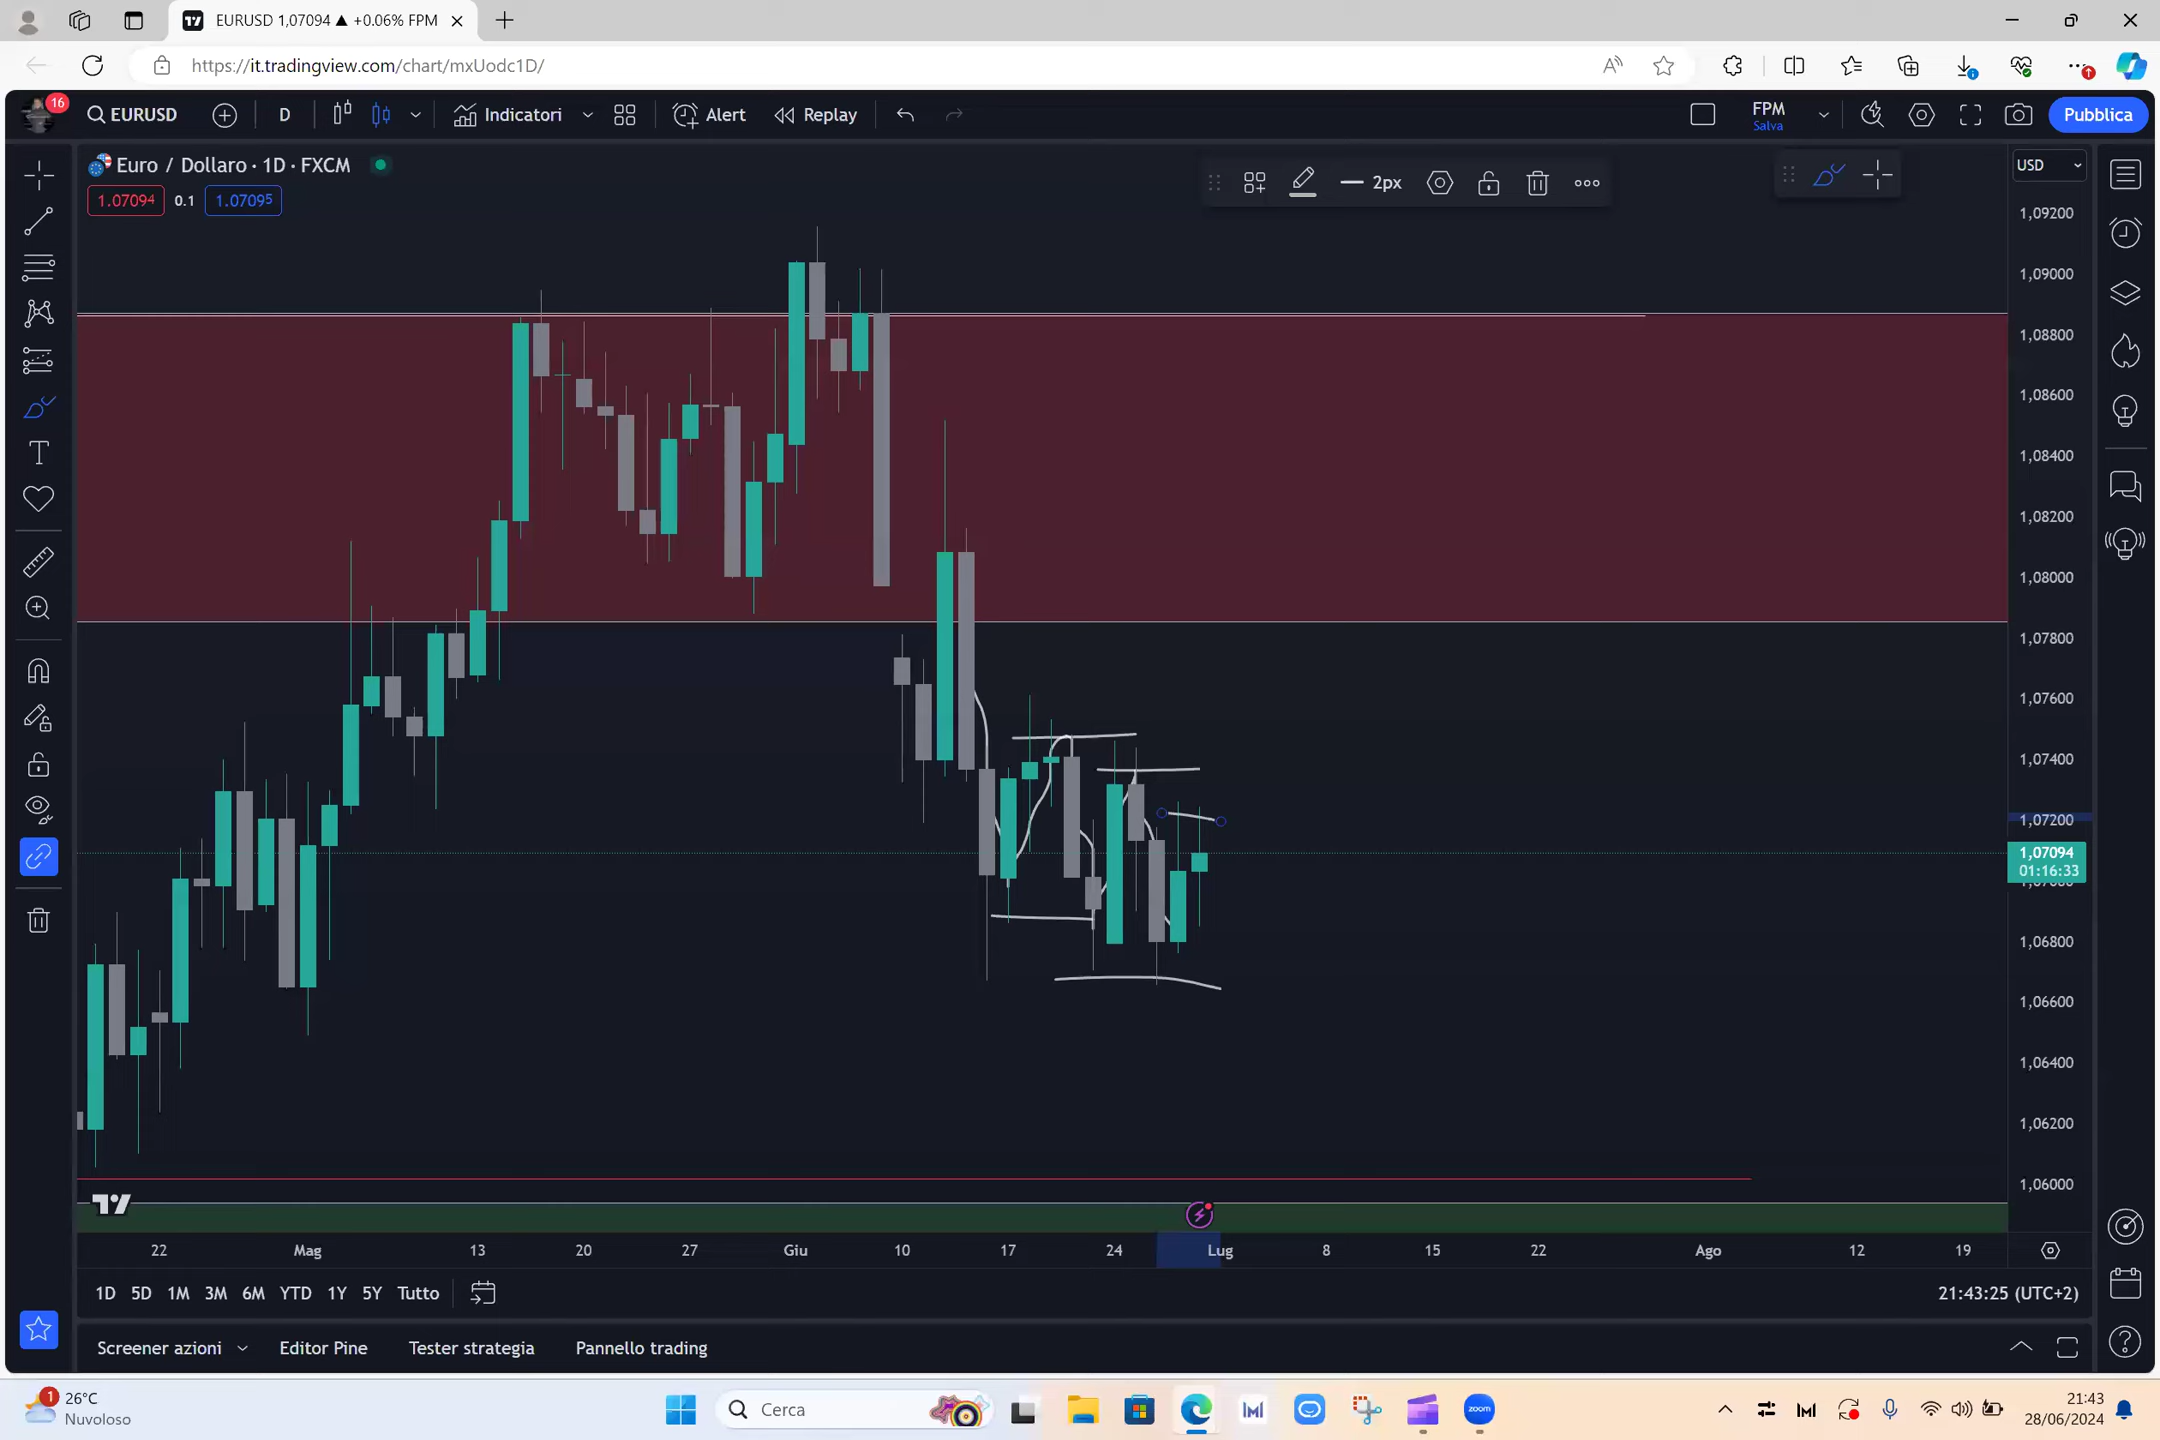 EURUSD 1,07094 ▲ +0.06% FPM
https://it.tradingview.com/chart/mxUodc1D/
16
EURUSD
D
Indicatori
Alert
Replay
FPM
Salva
Pubblica
Euro / Dollaro · 1D · FXCM
1.07094
0.1
1.07095
2px
USD
1,09200
1,09000
1,08800
1,08600
1,08400
1,08200
1,08000
1,07800
1,07600
1,07400
1,07200
1,07094
01:16:33
1,06800
1,06600
1,06400
1,06200
1,06000
22
Mag
13
20
27
Giu
10
17
24
Lug
8
15
22
Ago
12
19
1D
5D
1M
3M
6M
YTD
1Y
5Y
Tutto
21:43:25 (UTC+2)
Screener azioni
Editor Pine
Tester strategia
Pannello trading
1
26°C
Nuvoloso
Cerca
zoom
21:43
28/06/2024